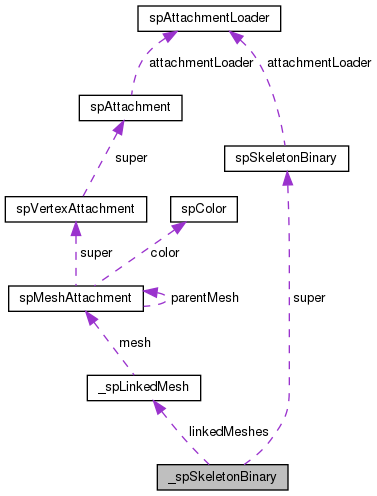 spAttachmentLoader
attachmentLoader
attachmentLoader
spAttachment
super
spSkeletonBinary
spVertexAttachment
spColor
super
color
spMeshAttachment
parentMesh
super
mesh
_spLinkedMesh
linkedMeshes
_spSkeletonBinary